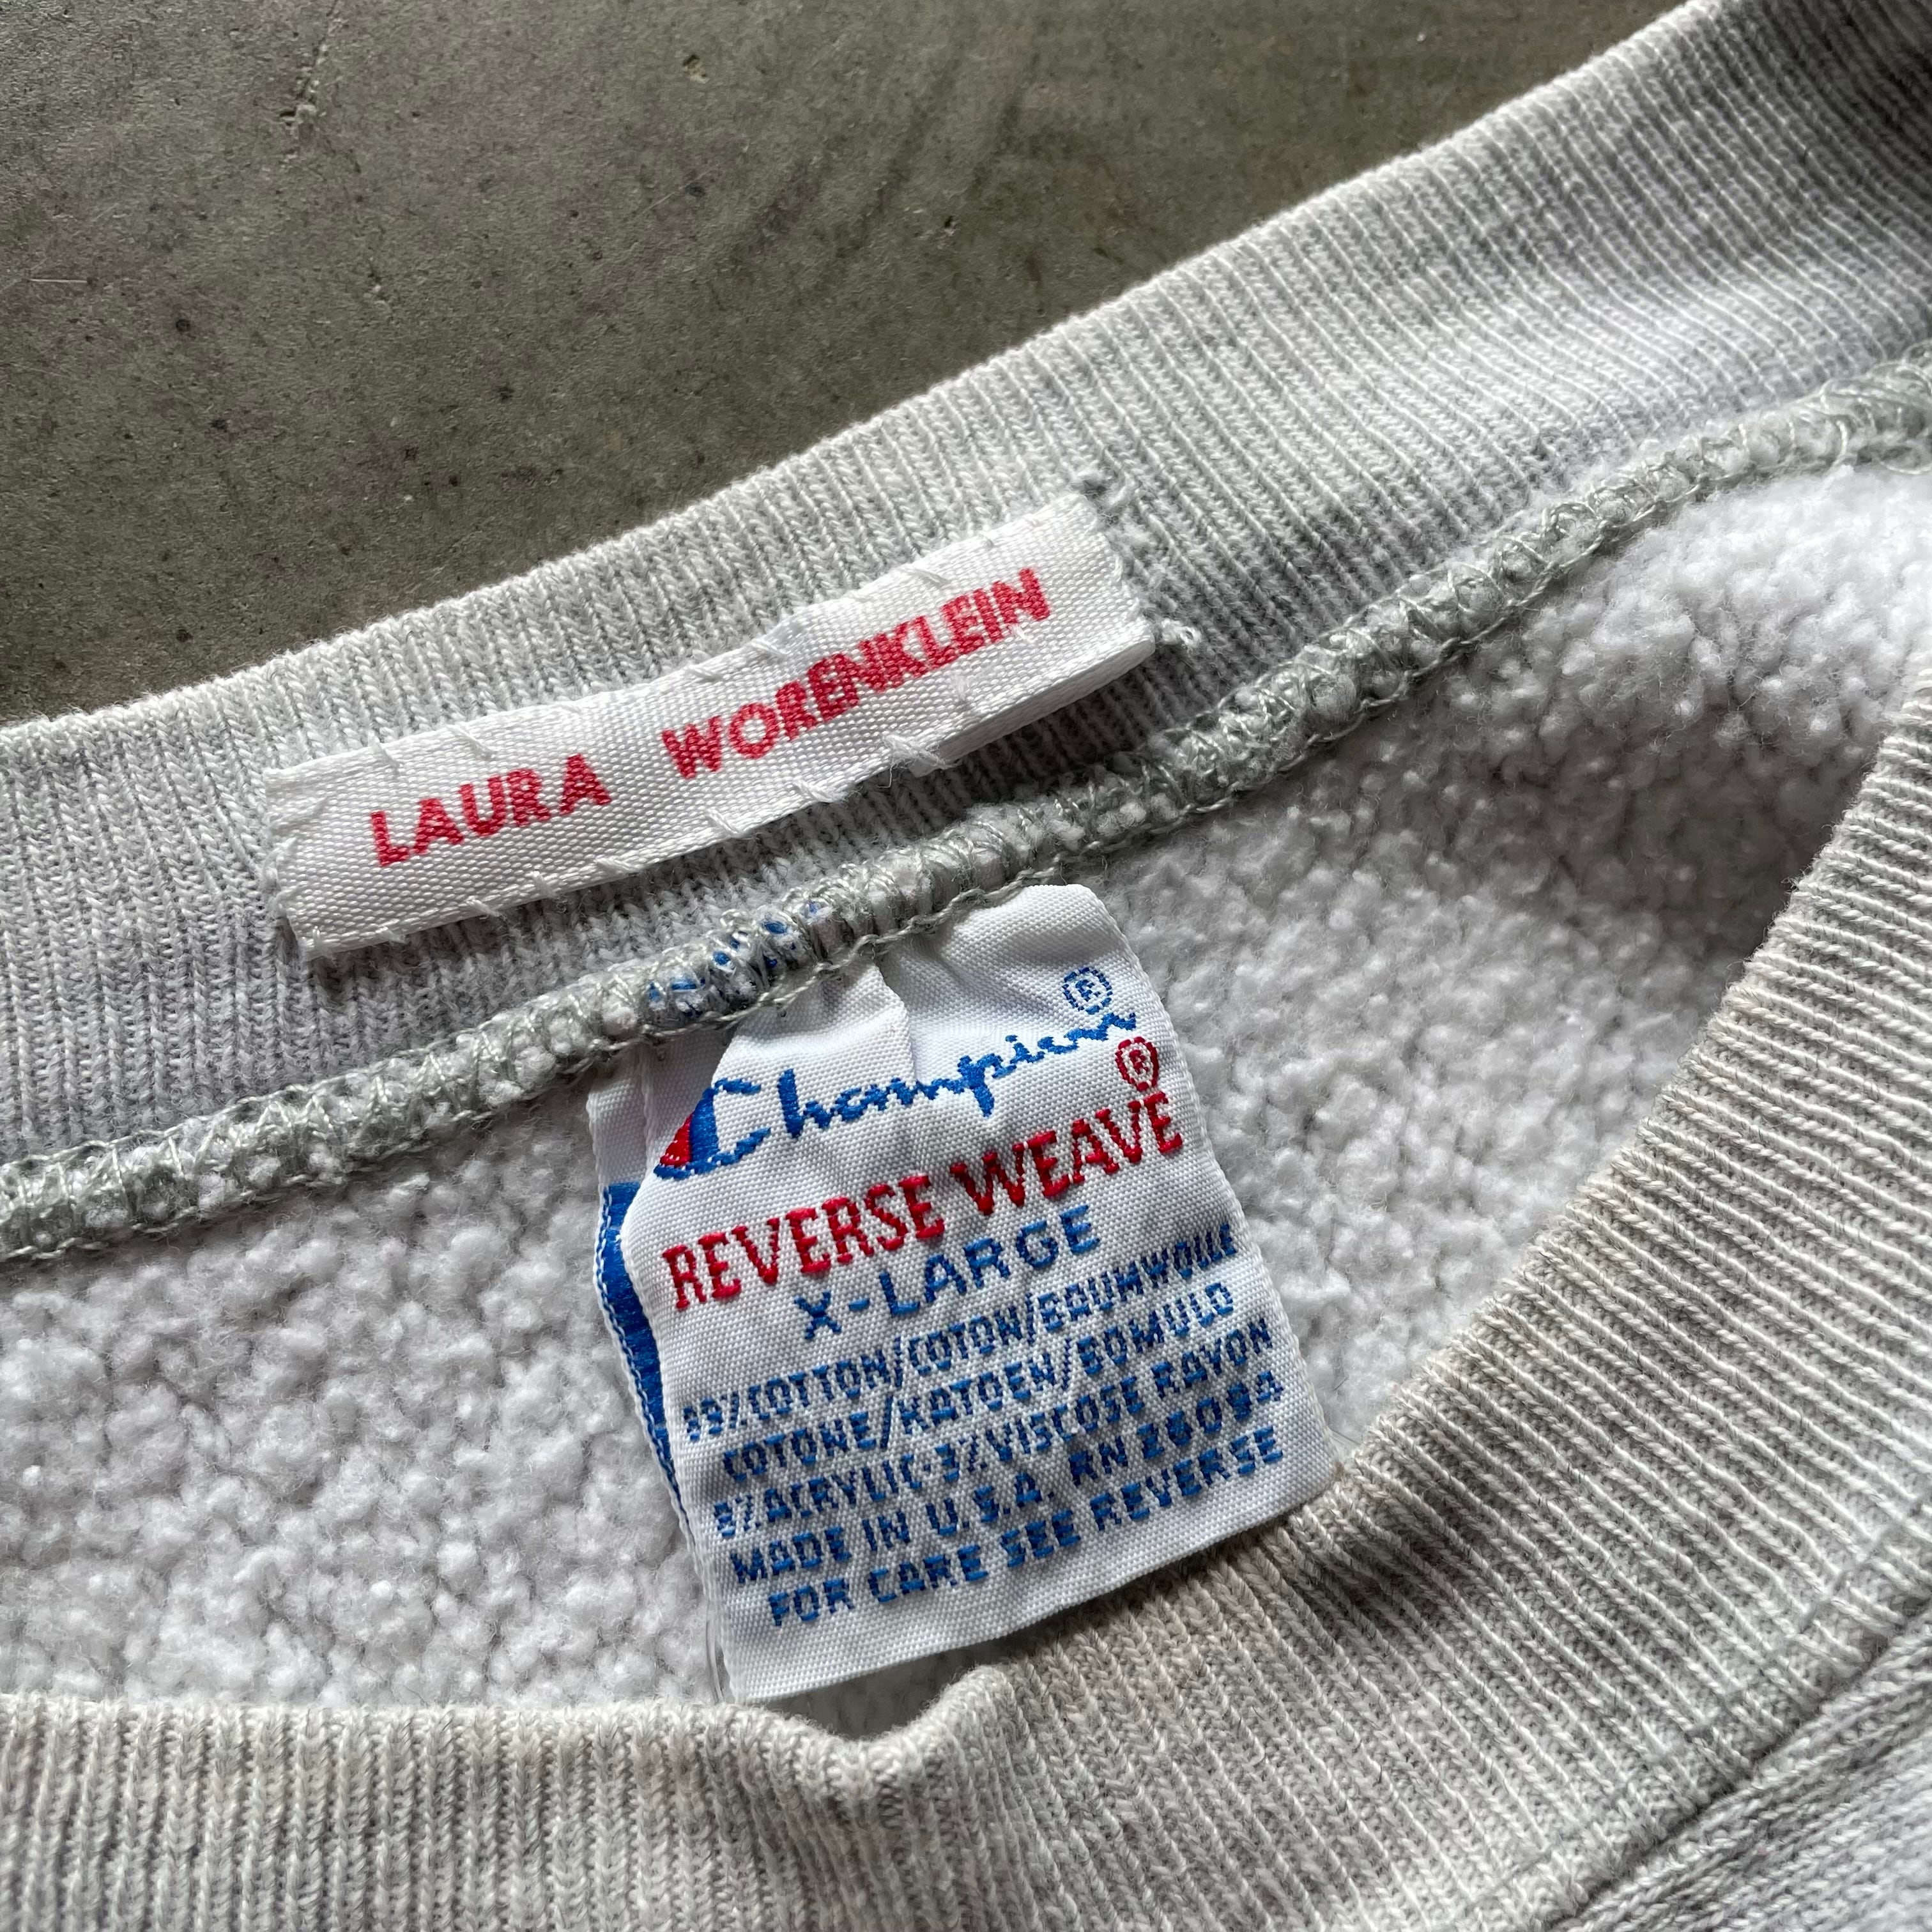 LAURA WORENKLEIN
Champion®
REVERSE WEAVE®
X-LARGE
89%COTTON/COTON/BAUMWOLLE
COTONE/KATOEN/BOMULD
8%ACRYLIC·3%VISCOSE RAYON
MADE IN U.S.A. RN 26094
FOR CARE SEE REVERSE